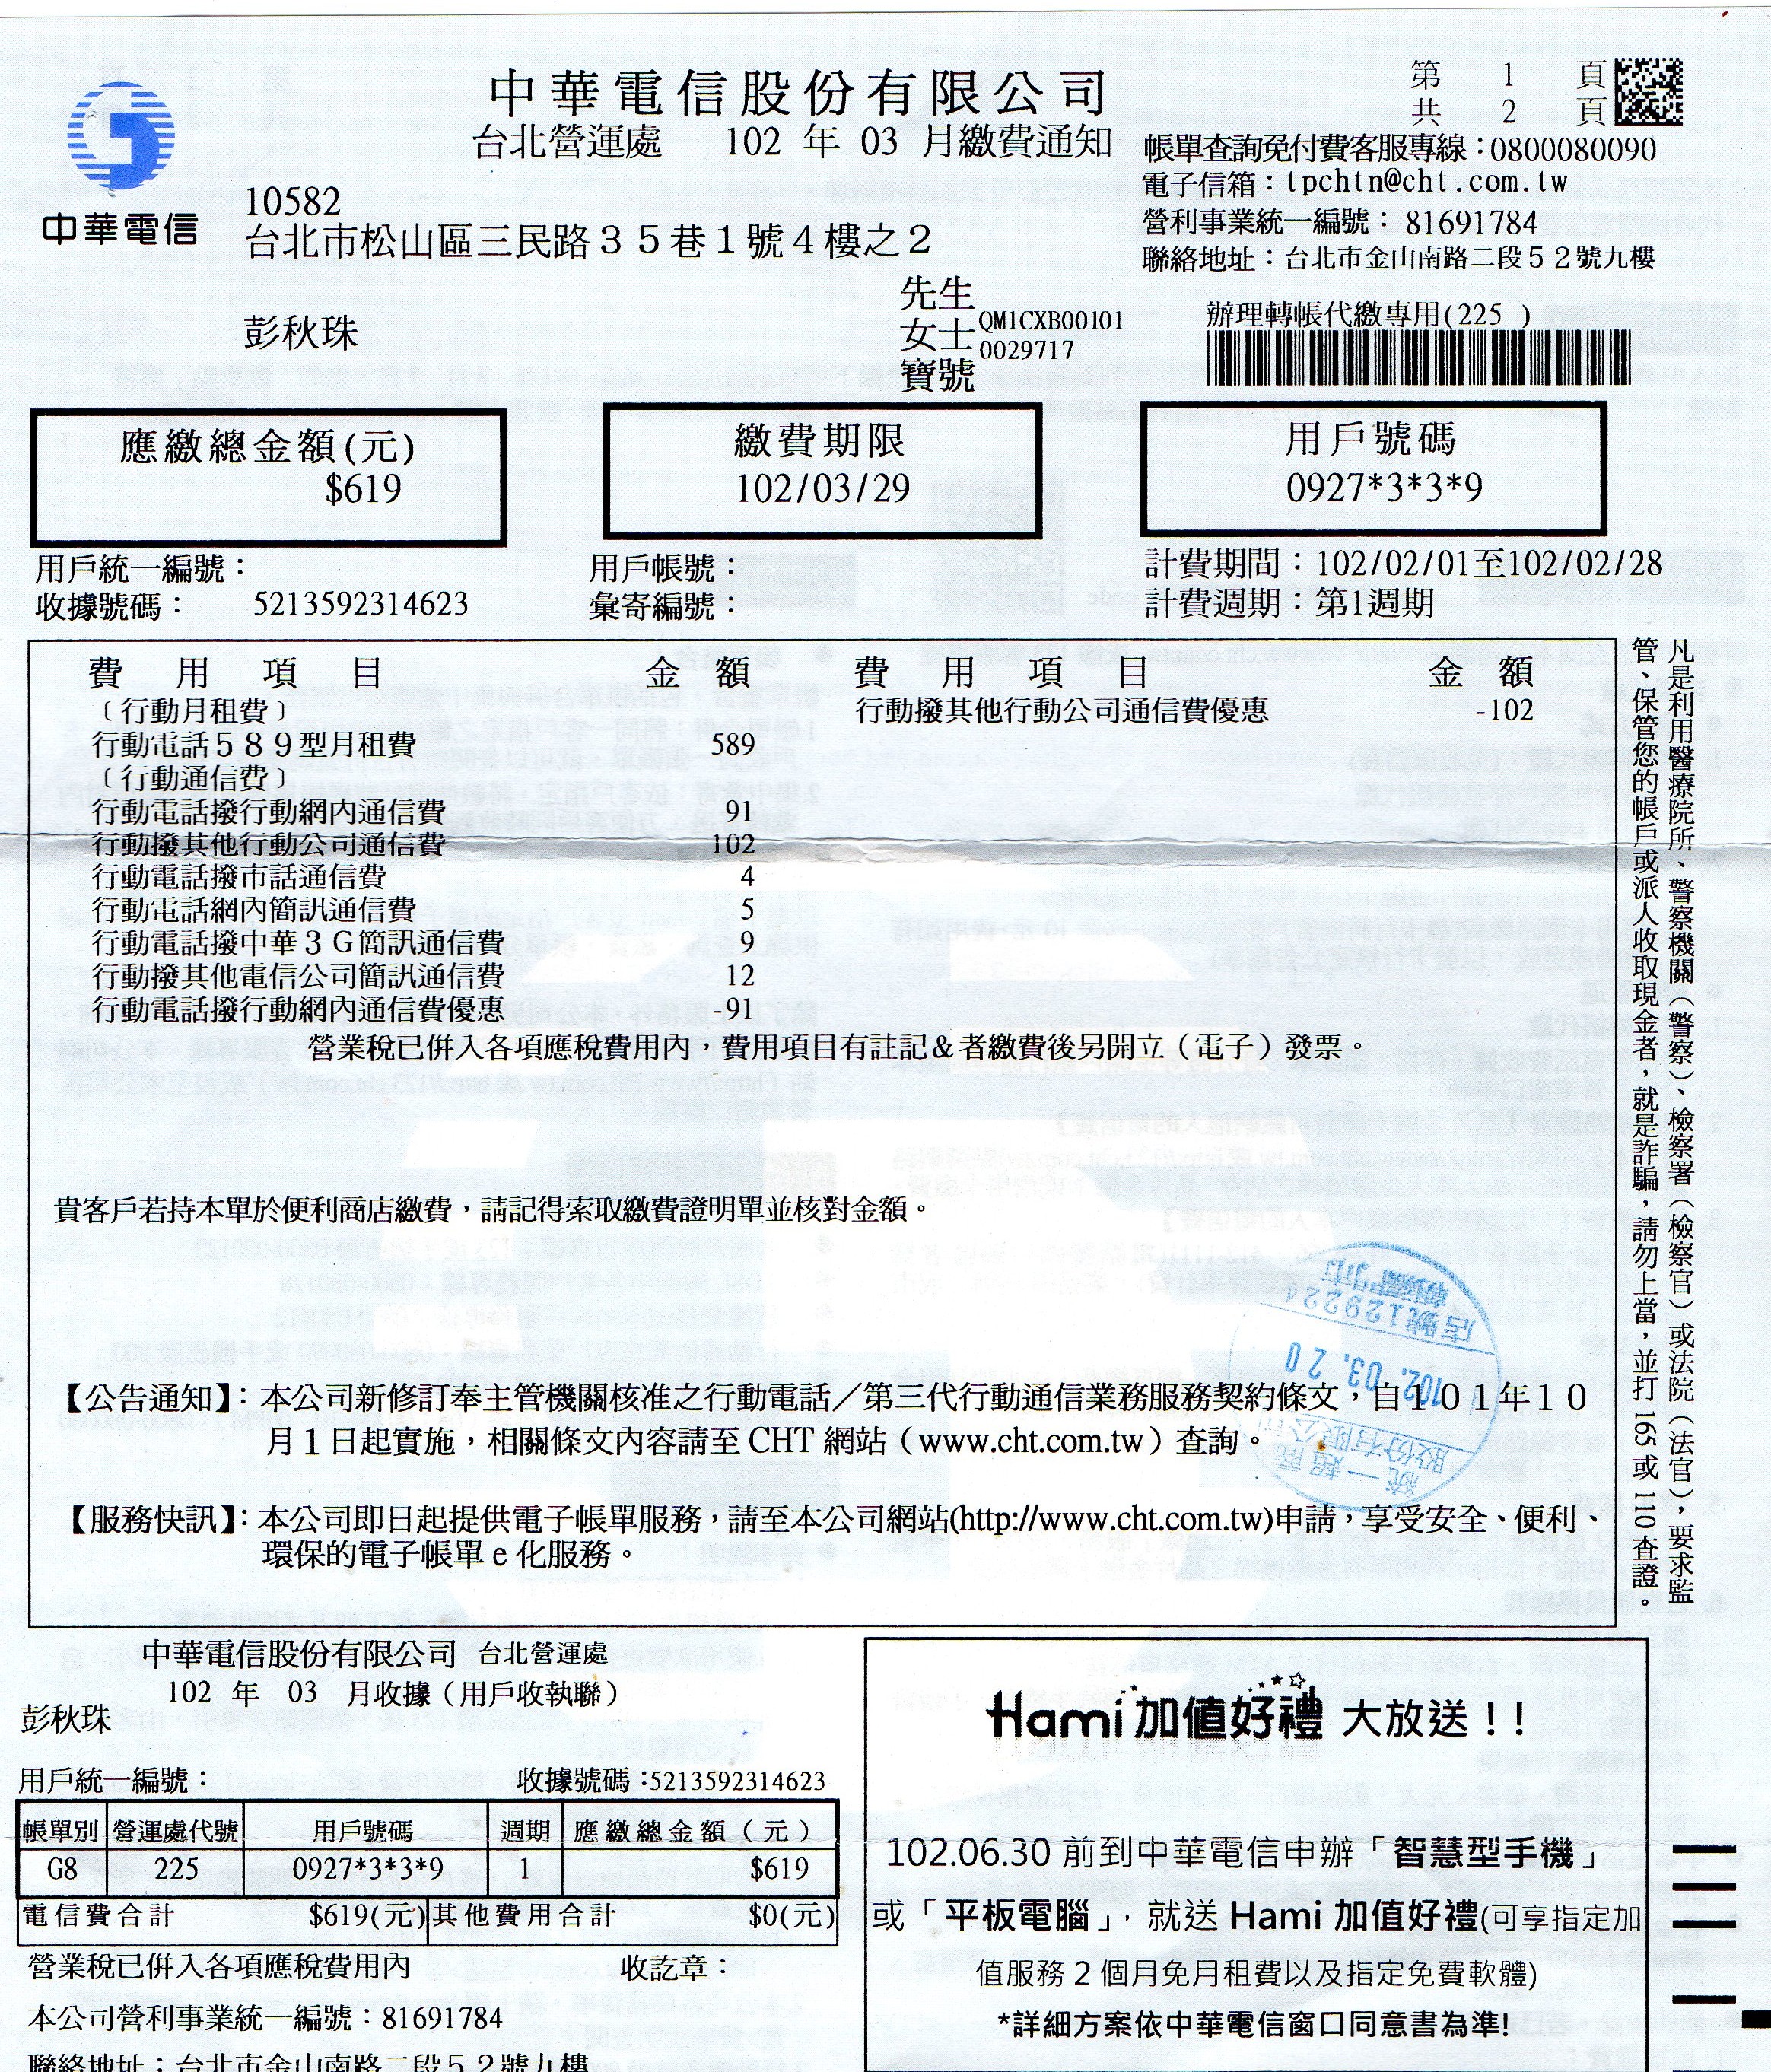 中華電信
中華電信股份有限公司
台北營運處 102 年 03 月繳費通知
第 1 頁
共 2 頁
帳單查詢免付費客服專線：0800080090
電子信箱：tpchtn@cht.com.tw
營利事業統一編號： 81691784
聯絡地址：台北市金山南路二段５２號九樓
10582
台北市松山區三民路３５巷１號４樓之２
彭秋珠
先生
女士
寶號
QM1CXB00101
0029717
辦理轉帳代繳專用(225 )
應繳總金額(元)
$619
繳費期限
102/03/29
用戶號碼
0927*3*3*9
用戶統一編號：
收據號碼： 5213592314623
用戶帳號：
彙寄編號：
計費期間：102/02/01至102/02/28
計費週期：第1週期
費 用 項 目 金 額 費 用 項 目 金 額
﹝行動月租費﹞ 行動撥其他行動公司通信費優惠 -102
行動電話５８９型月租費 589
﹝行動通信費﹞
行動電話撥行動網內通信費 91
行動撥其他行動公司通信費 102
行動電話撥市話通信費 4
行動電話網內簡訊通信費 5
行動電話撥中華３Ｇ簡訊通信費 9
行動撥其他電信公司簡訊通信費 12
行動電話撥行動網內通信費優惠 -91
營業稅已併入各項應稅費用內，費用項目有註記＆者繳費後另開立（電子）發票。
貴客戶若持本單於便利商店繳費，請記得索取繳費證明單並核對金額。
店號129224
102. 03. 20
統一超商
股份有限公司
【公告通知】：本公司新修訂奉主管機關核准之行動電話／第三代行動通信業務服務契約條文，自１０１年１０
月１日起實施，相關條文內容請至 CHT 網站（www.cht.com.tw）查詢。
【服務快訊】：本公司即日起提供電子帳單服務，請至本公司網站(http://www.cht.com.tw)申請，享受安全、便利、
環保的電子帳單 e 化服務。
凡是利用醫療院所、警察機關（警察）、檢察署（檢察官）或法院（法官），要求監
管、保管您的帳戶或派人收取現金者，就是詐騙，請勿上當，並打 165 或 110 查證。
中華電信股份有限公司 台北營運處
102 年 03 月收據（用戶收執聯）
彭秋珠
用戶統一編號： 收據號碼：5213592314623
帳單別 營運處代號 用戶號碼 週期 應繳總金額（元）
G8 225 0927*3*3*9 1 $619
電信費合計 $619(元) 其他費用合計 $0(元)
營業稅已併入各項應稅費用內 收訖章：
本公司營利事業統一編號：81691784
聯絡地址：台北市金山南路二段５２號九樓
Hami 加值好禮 大放送！！
102.06.30 前到中華電信申辦「智慧型手機」
或「平板電腦」，就送 Hami 加值好禮(可享指定加
值服務 2 個月免月租費以及指定免費軟體)
*詳細方案依中華電信窗口同意書為準!